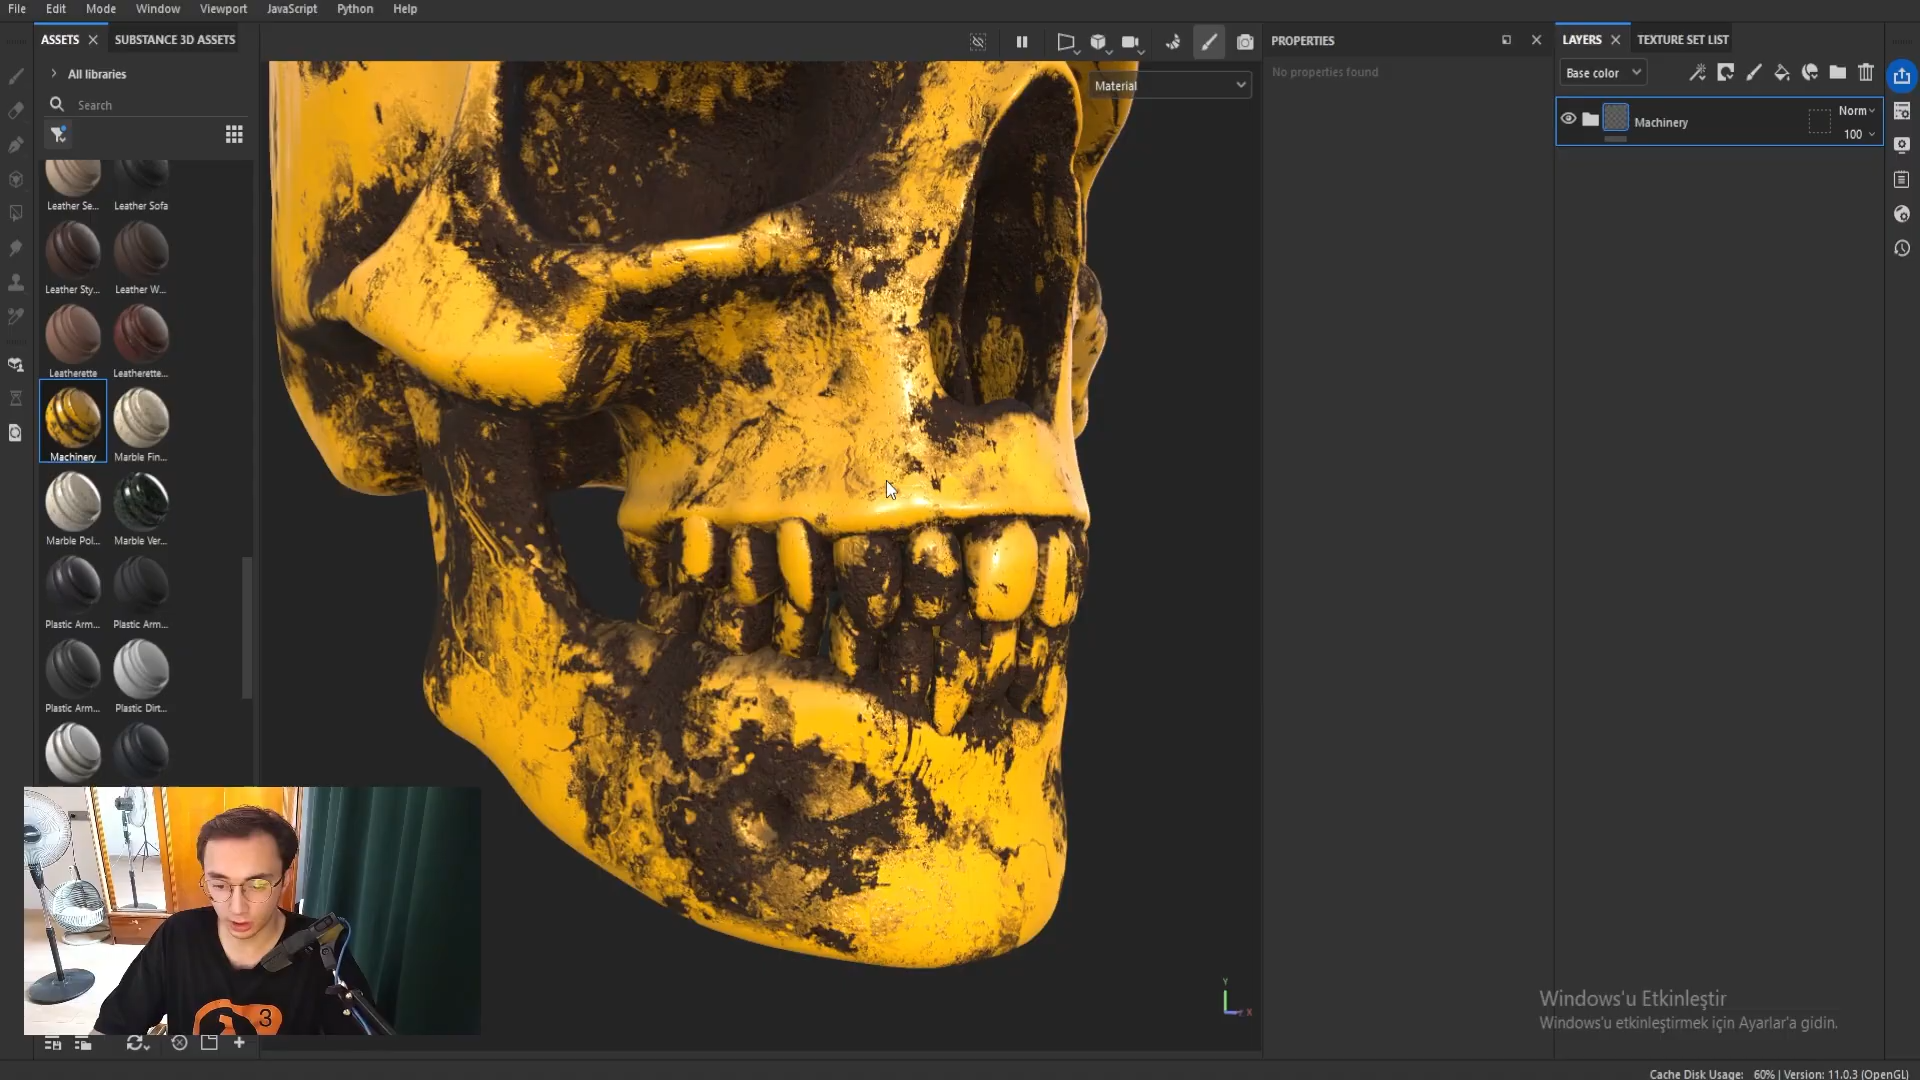 File Edit Mode Window Viewport JavaScript Python Help
ASSETS SUBSTANCE 3D ASSETS
PROPERTIES
LAYERS TEXTURE SET LIST
All libraries
No properties found
Base color
Material
Search
Machinery
Norm
100
Leather Se... Leather Sofa
Leather Sty... Leather W...
Leatherette Leatherette...
Machinery Marble Fin...
Marble Pol... Marble Ver...
Plastic Arm... Plastic Arm...
Plastic Arm... Plastic Dirt...
3
Y
X
Windows'u Etkinleştir
Windows'u etkinleştirmek için Ayarlar'a gidin.
Cache Disk Usage: 60% | Version: 11.0.3 (OpenGL)